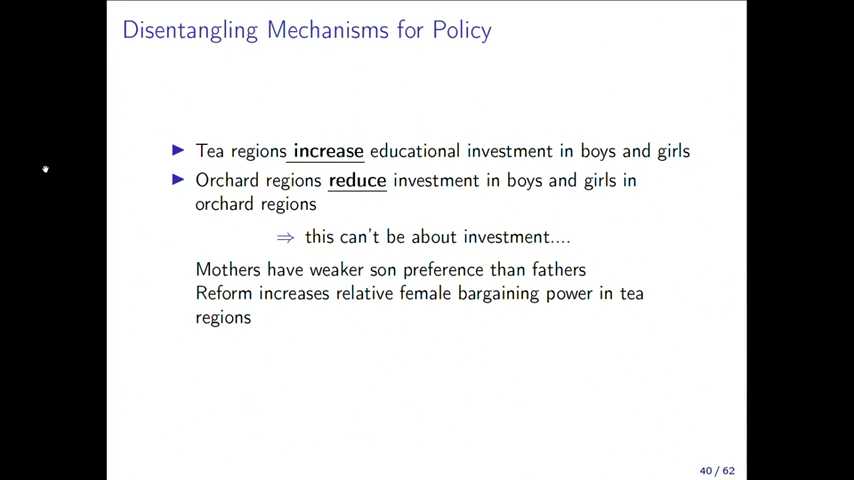 Disentangling Mechanisms for Policy
▶ Tea regions increase educational investment in boys and girls
▶ Orchard regions reduce investment in boys and girls in
orchard regions
⇒ this can't be about investment....
Mothers have weaker son preference than fathers
Reform increases relative female bargaining power in tea
regions
40 / 62